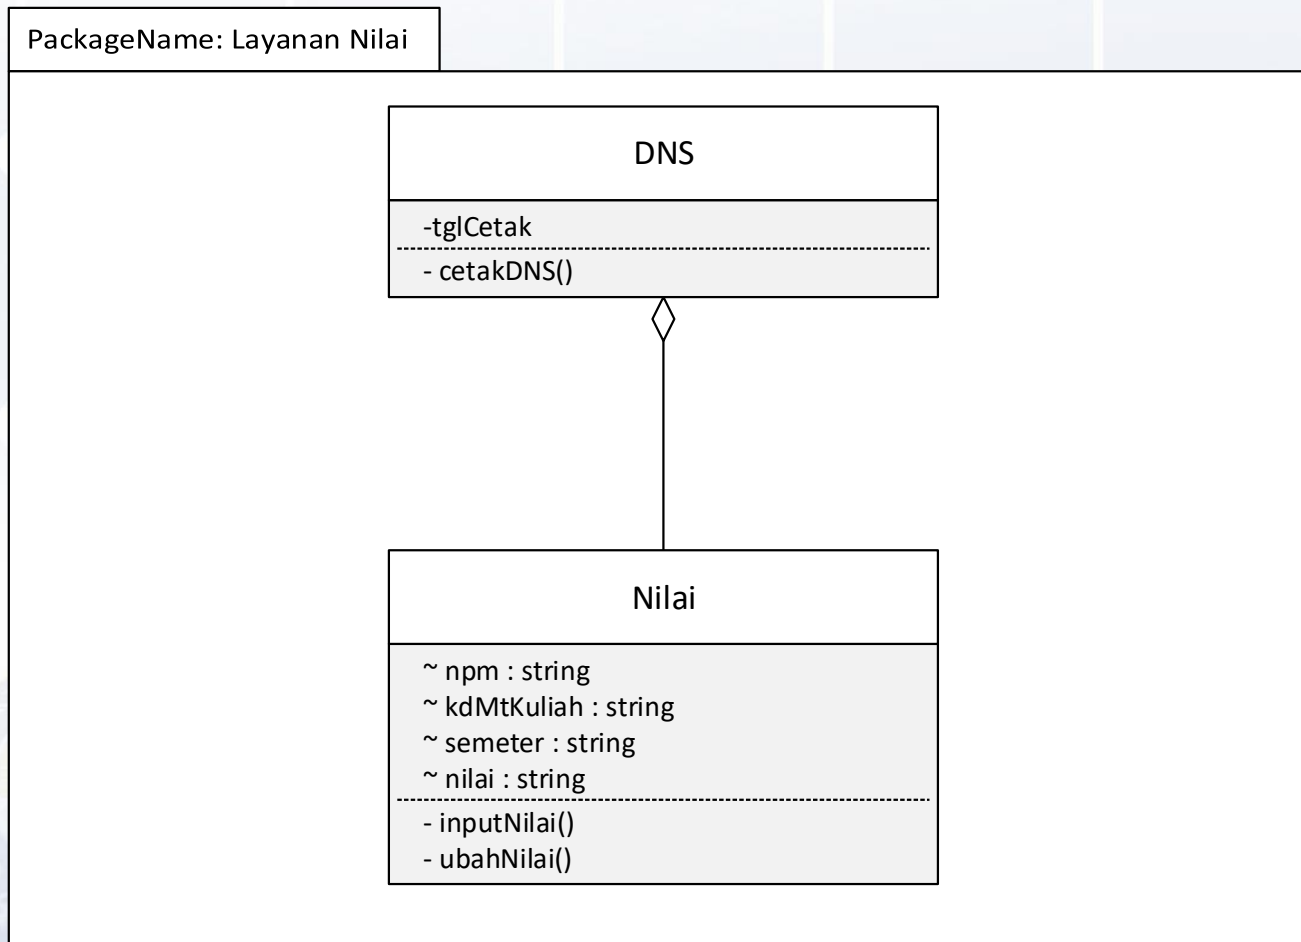 PackageName: Layanan Nilai
DNS
-tglCetak
- cetakDNS()
Nilai
~ npm : string
~ kdMtKuliah : string
~ semeter : string
~ nilai : string
- inputNilai()
- ubahNilai()